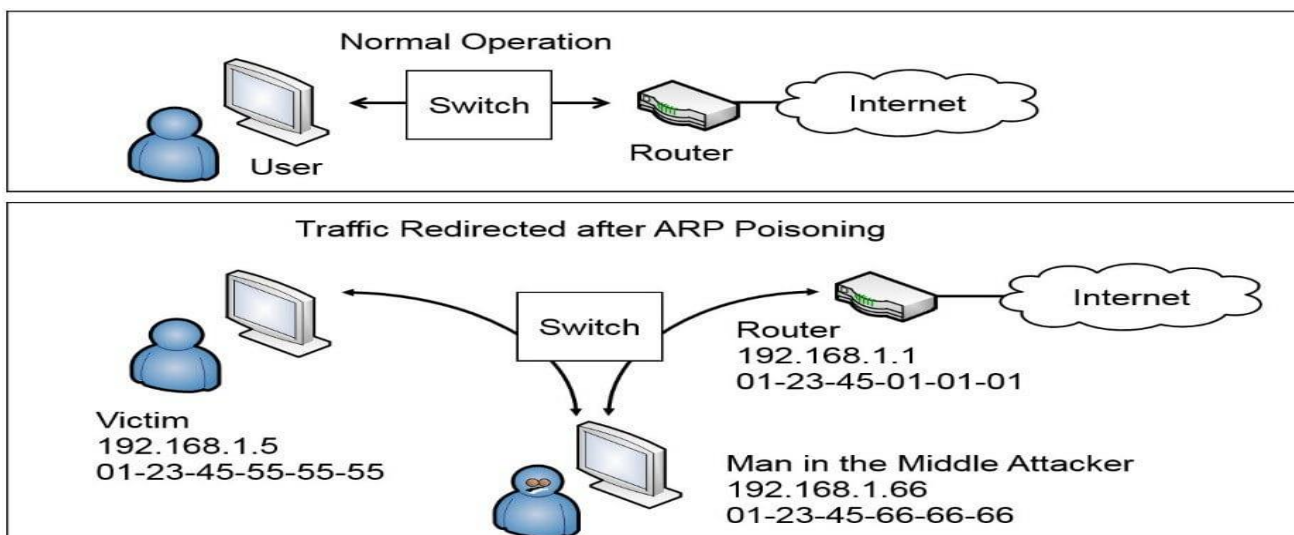 Normal Operation
Switch
Internet
User
Router
Traffic Redirected after ARP Poisoning
Switch
Internet
Router
192.168.1.1
01-23-45-01-01-01
Victim
192.168.1.5
01-23-45-55-55-55
Man in the Middle Attacker
192.168.1.66
01-23-45-66-66-66